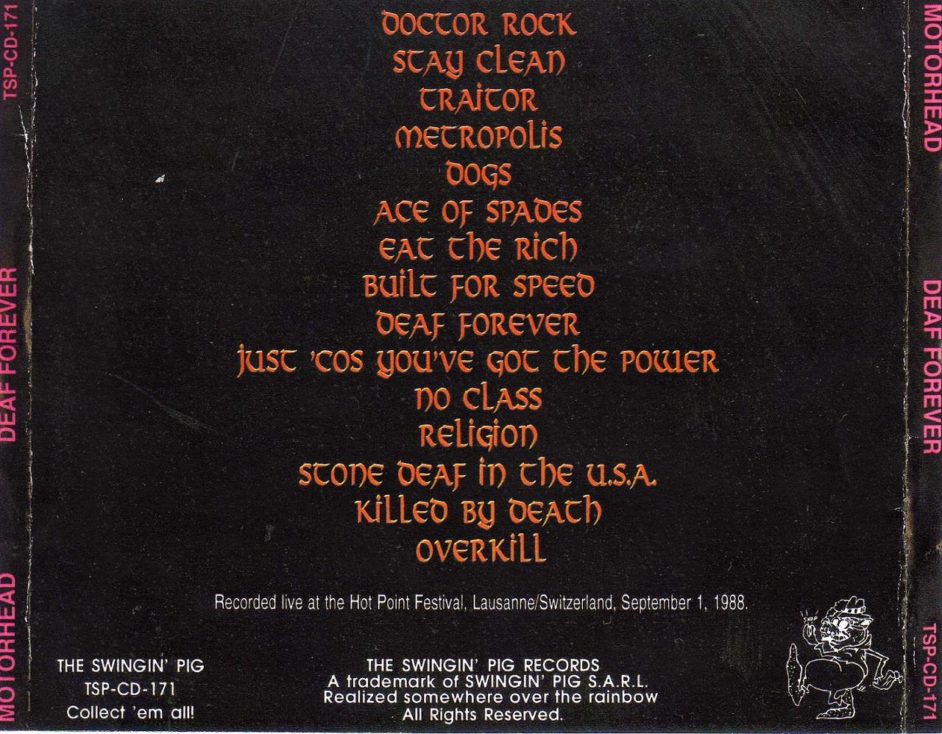 DOCTOR ROCK
STAY CLEAN
TRAITOR
METROPOLIS
DOGS
ACE OF SPADES
EAT THE RICH
BUILT FOR SPEED
DEAF FOREVER
JUST 'COS YOU'VE GOT THE POWER
NO CLASS
RELIGION
STONE DEAF IN THE U.S.A.
KILLED BY DEATH
OVERKILL
Recorded live at the Hot Point Festival, Lausanne/Switzerland, September 1, 1988.
THE SWINGIN' PIG
TSP-CD-171
Collect 'em all!
THE SWINGIN' PIG RECORDS
A trademark of SWINGIN' PIG S.A.R.L.
Realized somewhere over the rainbow
All Rights Reserved.
MOTORHEAD DEAF FOREVER TSP-CD-171
MOTORHEAD DEAF FOREVER TSP-CD-171